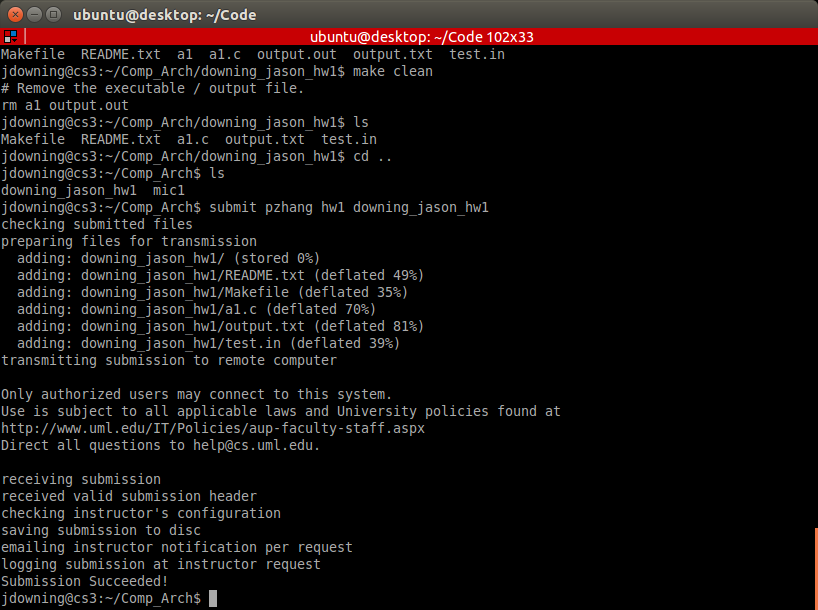 ubuntu@desktop: ~/Code
ubuntu@desktop: ~/Code 102x33
Makefile  README.txt  a1  a1.c  output.out  output.txt  test.in
jdowning@cs3:~/Comp_Arch/downing_jason_hw1$ make clean
# Remove the executable / output file.
rm a1 output.out
jdowning@cs3:~/Comp_Arch/downing_jason_hw1$ ls
Makefile  README.txt  a1.c  output.txt  test.in
jdowning@cs3:~/Comp_Arch/downing_jason_hw1$ cd ..
jdowning@cs3:~/Comp_Arch$ ls
downing_jason_hw1  mic1
jdowning@cs3:~/Comp_Arch$ submit pzhang hw1 downing_jason_hw1
checking submitted files
preparing files for transmission
  adding: downing_jason_hw1/ (stored 0%)
  adding: downing_jason_hw1/README.txt (deflated 49%)
  adding: downing_jason_hw1/Makefile (deflated 35%)
  adding: downing_jason_hw1/a1.c (deflated 70%)
  adding: downing_jason_hw1/output.txt (deflated 81%)
  adding: downing_jason_hw1/test.in (deflated 39%)
transmitting submission to remote computer

Only authorized users may connect to this system.
Use is subject to all applicable laws and University policies found at
http://www.uml.edu/IT/Policies/aup-faculty-staff.aspx
Direct all questions to help@cs.uml.edu.

receiving submission
received valid submission header
checking instructor's configuration
saving submission to disc
emailing instructor notification per request
logging submission at instructor request
Submission Succeeded!
jdowning@cs3:~/Comp_Arch$